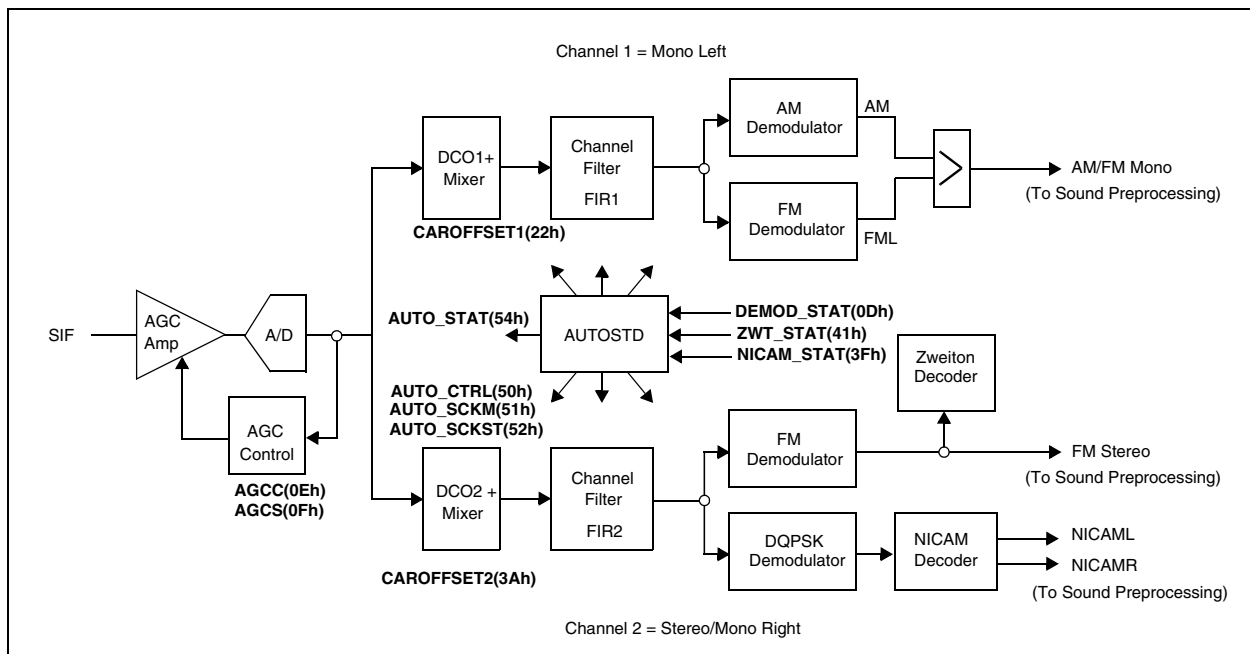 Channel 1 = Mono Left
AM
Demodulator
AM
DCO1+
Mixer
Channel
Filter
FIR1
AM/FM Mono
(To Sound Preprocessing)
FM
Demodulator
FML
CAROFFSET1(22h)
SIF
AGC
Amp
A/D
AUTO_STAT(54h)
AUTOSTD
DEMOD_STAT(0Dh)
ZWT_STAT(41h)
NICAM_STAT(3Fh)
Zweiton
Decoder
AUTO_CTRL(50h)
AUTO_SCKM(51h)
AUTO_SCKST(52h)
AGC
Control
AGCC(0Eh)
AGCS(0Fh)
DCO2 +
Mixer
Channel
Filter
FIR2
FM
Demodulator
FM Stereo
(To Sound Preprocessing)
DQPSK
Demodulator
NICAM
Decoder
NICAML
NICAMR
(To Sound Preprocessing)
CAROFFSET2(3Ah)
Channel 2 = Stereo/Mono Right